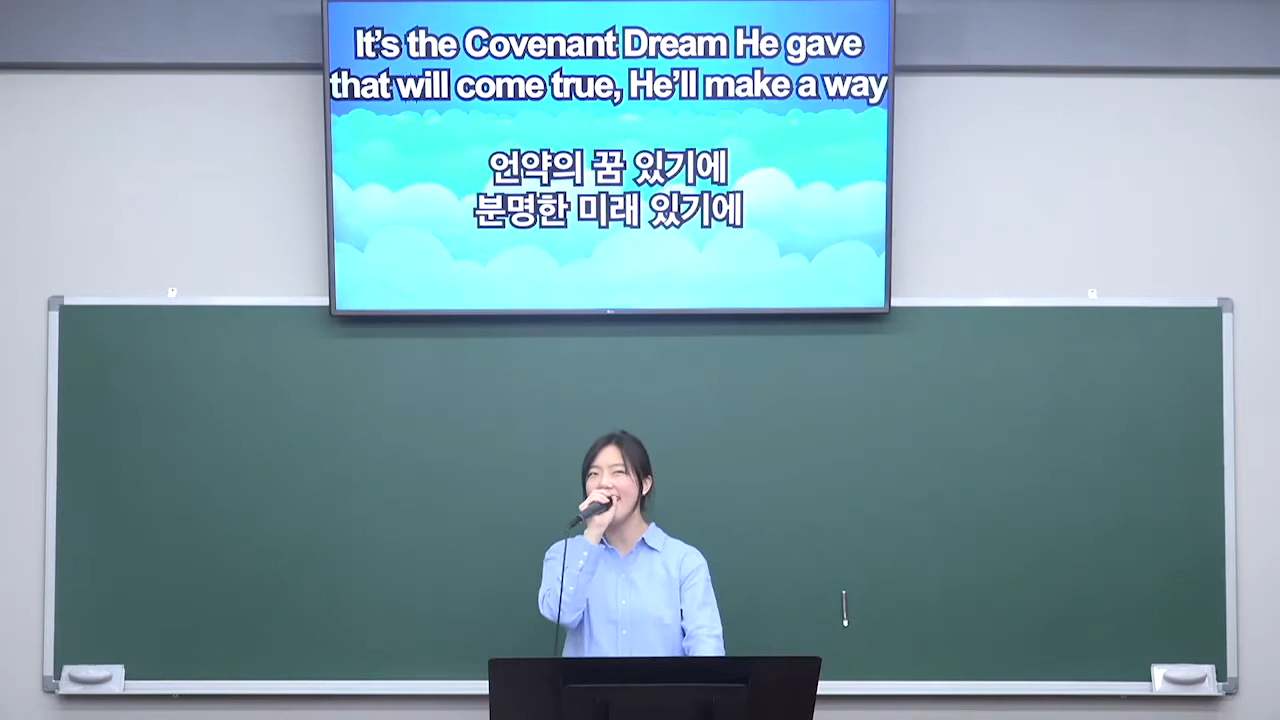 It's the Covenant Dream He gave
that will come true, He'll make a way
언약의 꿈 있기에
분명한 미래 있기에
LG